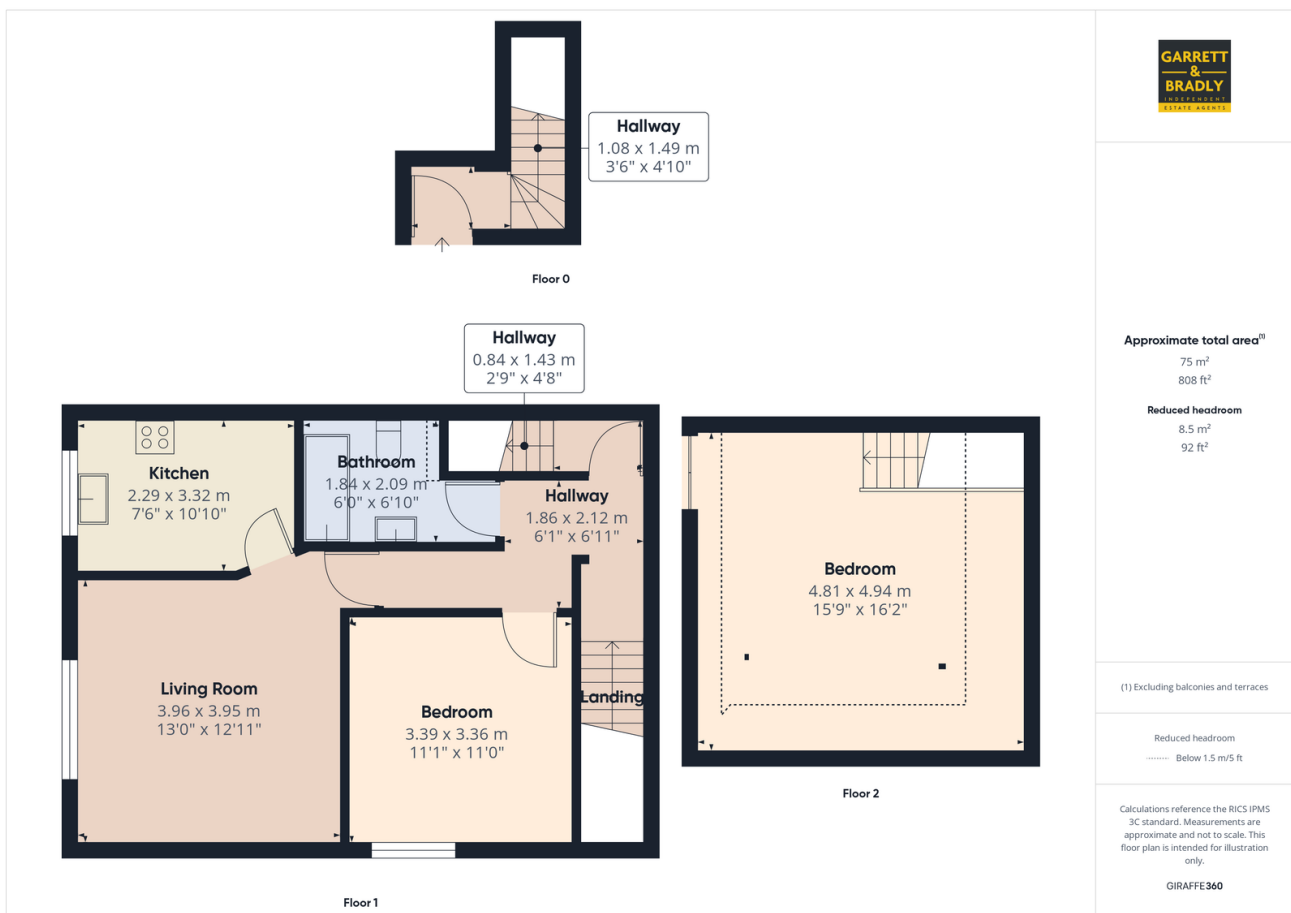 Hallway
1.08 x 1.49 m
3'6" x 4'10"
Floor 0
Hallway
0.84 x 1.43 m
2'9" x 4'8"
Kitchen
2.29 x 3.32 m
7'6" x 10'10"
Bathroom
1.84 x 2.09 m
6'0" x 6'10"
Hallway
1.86 x 2.12 m
6'1" x 6'11"
Living Room
3.96 x 3.95 m
13'0" x 12'11"
Bedroom
3.39 x 3.36 m
11'1" x 11'0"
Landing
Floor 1
Bedroom
4.81 x 4.94 m
15'9" x 16'2"
Floor 2
GARRETT
&
BRADLY
INDEPENDENT
ESTATE AGENTS
Approximate total area(1)
75 m²
808 ft²
Reduced headroom
8.5 m²
92 ft²
(1) Excluding balconies and terraces
Reduced headroom
Below 1.5 m/5 ft
Calculations reference the RICS IPMS
3C standard. Measurements are
approximate and not to scale. This
floor plan is intended for illustration
only.
GIRAFFE360